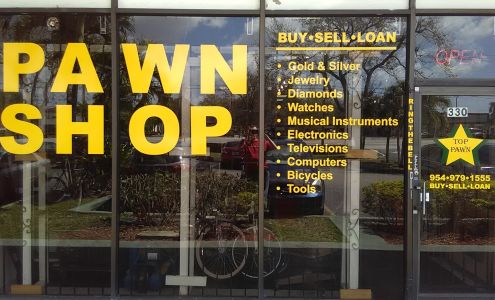 PAWN
SHOP
BUY•SELL•LOAN
• Gold & Silver
• Jewelry
• Diamonds
• Watches
• Musical Instruments
• Electronics
• Televisions
• Computers
• Bicycles
• Tools
RING THE BELL
OPEN
330
TOP
PAWN
954•979•1555
BUY•SELL•LOAN